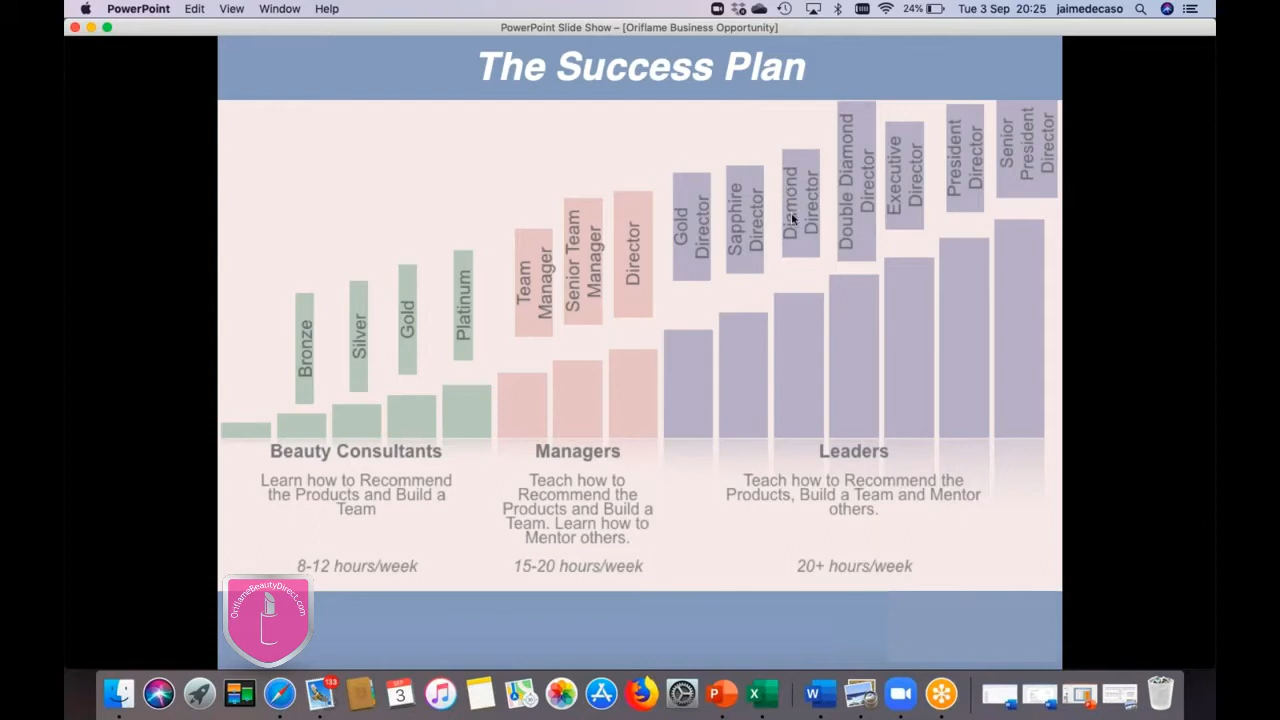 PowerPoint Edit View Window Help 24% Tue 3 Sep 20:25 jaimedecaso
PowerPoint Slide Show – [Oriflame Business Opportunity]
The Success Plan
Bronze
Silver
Gold
Platinum
Team
Manager
Senior Team
Manager
Director
Gold
Director
Sapphire
Director
Diamond
Director
Double Diamond
Director
Executive
Director
President
Director
Senior
President
Director
Beauty Consultants
Learn how to Recommend
the Products and Build a
Team
8-12 hours/week
Managers
Teach how to
Recommend the
Products and Build a
Team. Learn how to
Mentor others.
15-20 hours/week
Leaders
Teach how to Recommend the
Products, Build a Team and Mentor
others.
20+ hours/week
OriflameBeautyDirect.com
133
SEP
3
P
X
W